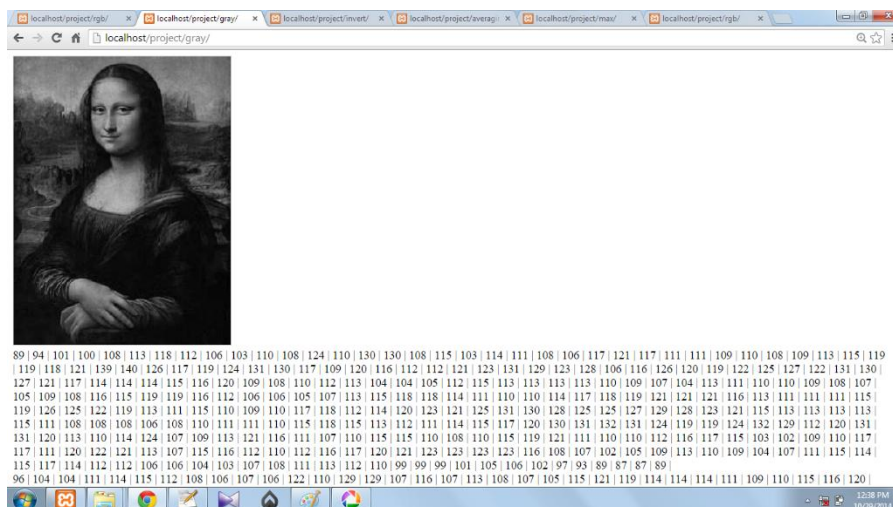 localhost/project/rgb/
localhost/project/gray/
localhost/project/invert/
localhost/project/averagi
localhost/project/max/
localhost/project/rgb/
localhost/project/gray/
89 | 94 | 101 | 100 | 108 | 113 | 118 | 112 | 106 | 103 | 110 | 108 | 124 | 110 | 130 | 130 | 108 | 115 | 103 | 114 | 111 | 108 | 106 | 117 | 121 | 117 | 111 | 111 | 109 | 110 | 108 | 109 | 113 | 115 | 119
| 119 | 118 | 121 | 139 | 140 | 126 | 117 | 119 | 124 | 131 | 130 | 117 | 109 | 120 | 116 | 112 | 112 | 121 | 123 | 131 | 129 | 123 | 128 | 106 | 116 | 126 | 120 | 119 | 122 | 125 | 127 | 122 | 131 | 130 |
127 | 121 | 117 | 114 | 114 | 114 | 115 | 116 | 120 | 109 | 108 | 110 | 112 | 113 | 104 | 104 | 105 | 112 | 115 | 113 | 113 | 113 | 113 | 110 | 109 | 107 | 104 | 113 | 111 | 110 | 110 | 109 | 108 | 107 |
105 | 109 | 108 | 116 | 115 | 119 | 119 | 116 | 112 | 106 | 106 | 105 | 107 | 113 | 115 | 118 | 118 | 114 | 111 | 110 | 110 | 114 | 117 | 118 | 119 | 121 | 121 | 121 | 116 | 113 | 111 | 111 | 111 | 115 |
119 | 126 | 125 | 122 | 119 | 113 | 111 | 115 | 110 | 109 | 110 | 117 | 118 | 112 | 114 | 120 | 123 | 121 | 125 | 131 | 130 | 128 | 125 | 125 | 127 | 129 | 128 | 123 | 121 | 115 | 113 | 113 | 113 | 113 |
115 | 111 | 108 | 108 | 108 | 106 | 108 | 110 | 111 | 111 | 110 | 115 | 118 | 115 | 113 | 112 | 111 | 114 | 115 | 117 | 120 | 130 | 131 | 132 | 131 | 124 | 119 | 119 | 124 | 132 | 129 | 112 | 120 | 131 |
131 | 120 | 113 | 110 | 114 | 124 | 107 | 109 | 113 | 121 | 116 | 111 | 107 | 110 | 115 | 115 | 110 | 108 | 110 | 115 | 119 | 121 | 111 | 110 | 110 | 112 | 116 | 117 | 115 | 103 | 102 | 109 | 110 | 117 |
117 | 111 | 120 | 122 | 121 | 113 | 107 | 115 | 116 | 112 | 110 | 112 | 116 | 117 | 120 | 121 | 123 | 123 | 123 | 123 | 116 | 108 | 107 | 102 | 105 | 109 | 113 | 110 | 109 | 104 | 107 | 111 | 115 | 114 |
115 | 117 | 114 | 112 | 112 | 106 | 106 | 104 | 103 | 107 | 108 | 111 | 113 | 112 | 110 | 99 | 99 | 99 | 101 | 105 | 106 | 102 | 97 | 93 | 89 | 87 | 87 | 89 |
96 | 104 | 104 | 111 | 114 | 115 | 112 | 108 | 106 | 107 | 106 | 122 | 110 | 129 | 129 | 107 | 116 | 107 | 113 | 108 | 107 | 105 | 115 | 121 | 119 | 114 | 114 | 114 | 111 | 109 | 110 | 115 | 116 | 120 |
12:38 PM
10/29/2014